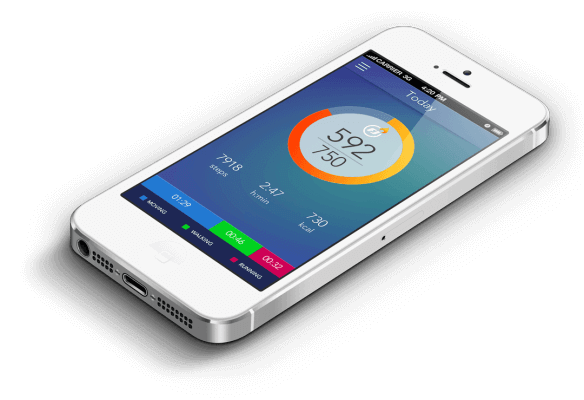 CARRIER 3G 4:20 PM
Today
592
750
7918
steps
2:47
h:min
730
kcal
01:29
00:46
00:32
MOVING
WALKING
RUNNING